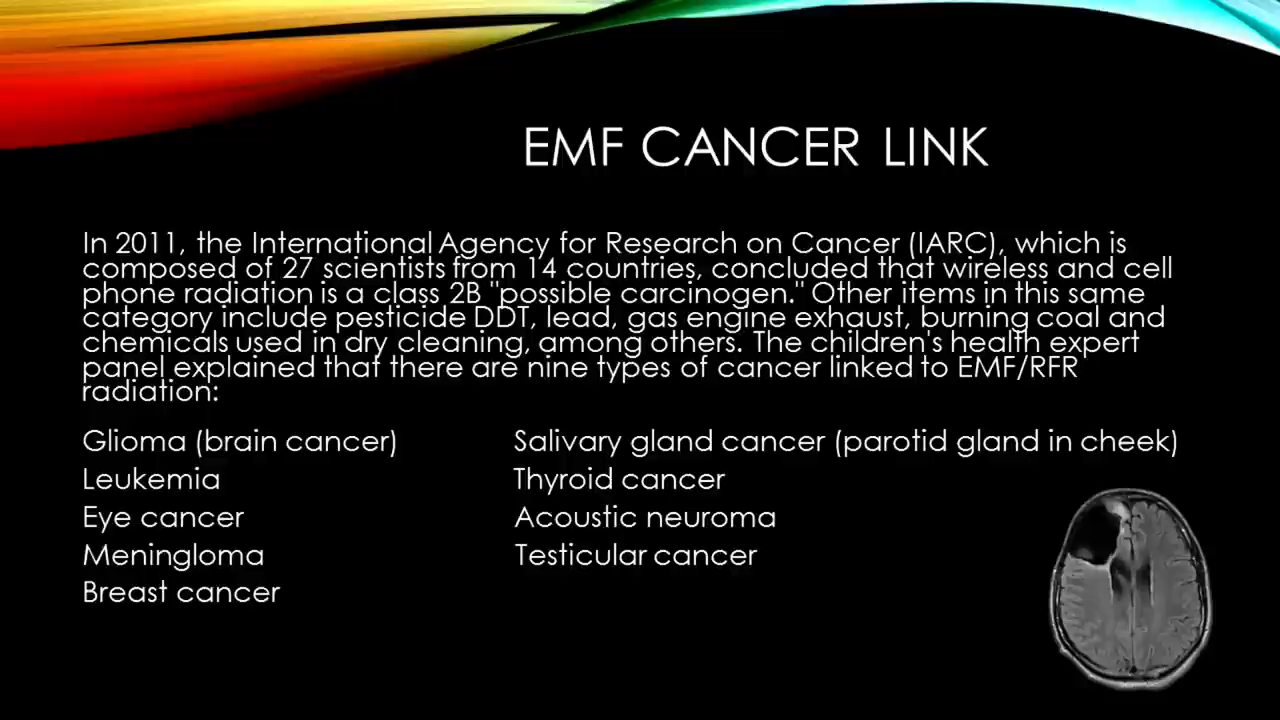 EMF CANCER LINK
In 2011, the International Agency for Research on Cancer (IARC), which is
composed of 27 scientists from 14 countries, concluded that wireless and cell
phone radiation is a class 2B "possible carcinogen." Other items in this same
category include pesticide DDT, lead, gas engine exhaust, burning coal and
chemicals used in dry cleaning, among others. The children's health expert
panel explained that there are nine types of cancer linked to EMF/RFR
radiation:
Glioma (brain cancer)
Leukemia
Eye cancer
Meningloma
Breast cancer
Salivary gland cancer (parotid gland in cheek)
Thyroid cancer
Acoustic neuroma
Testicular cancer